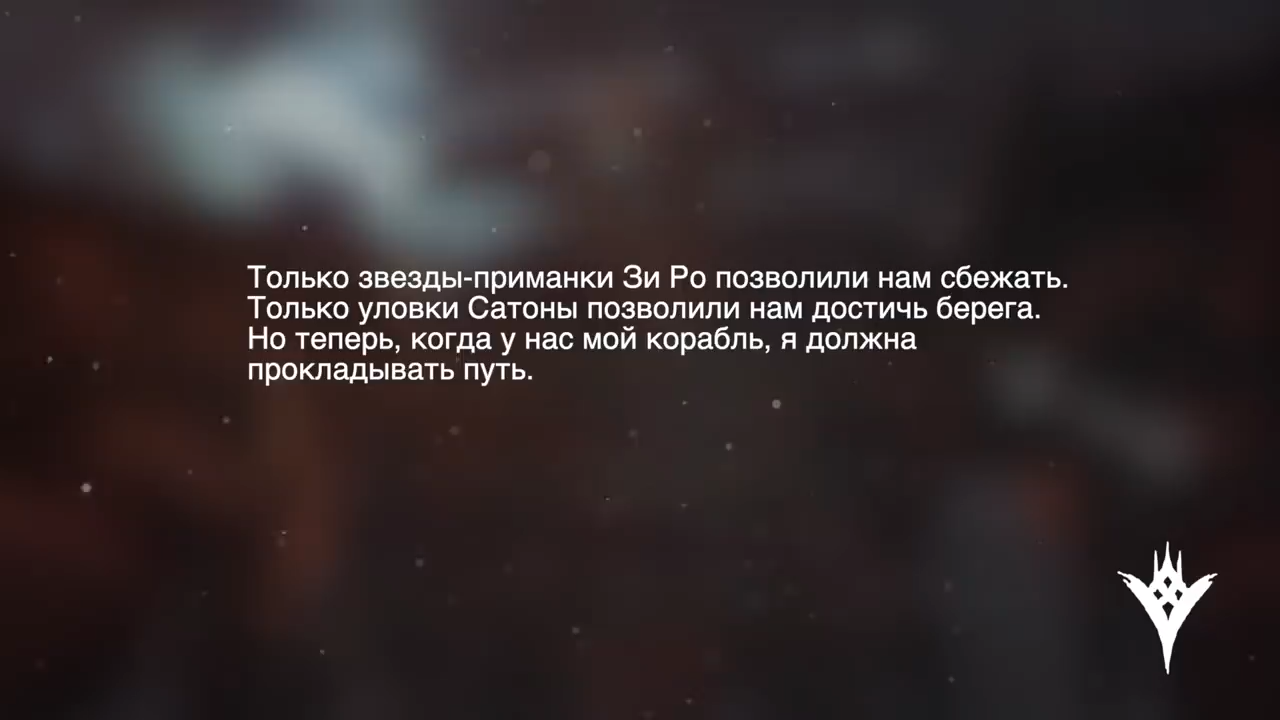 Только звезды-приманки Зи Ро позволили нам сбежать.
Только уловки Сатоны позволили нам достичь берега.
Но теперь, когда у нас мой корабль, я должна
прокладывать путь.